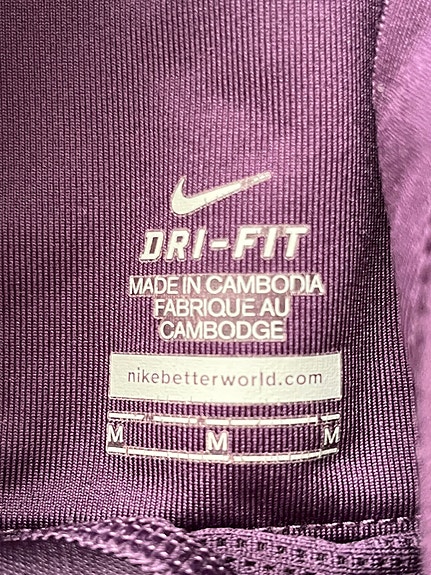 DRI-FIT
MADE IN CAMBODIA
FABRIQUE AU
CAMBODGE
nikebetterworld.com
M M M